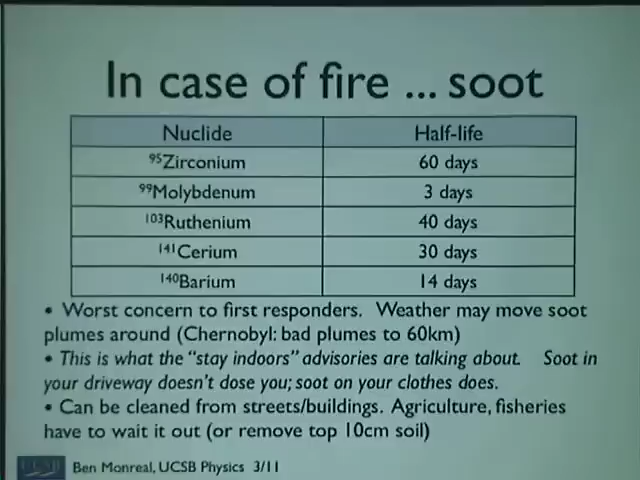 In case of fire ... soot
Nuclide Half-life
⁹⁵Zirconium 60 days
⁹⁹Molybdenum 3 days
¹⁰³Ruthenium 40 days
¹⁴¹Cerium 30 days
¹⁴⁰Barium 14 days
• Worst concern to first responders. Weather may move soot
plumes around (Chernobyl: bad plumes to 60km)
• This is what the “stay indoors” advisories are talking about. Soot in
your driveway doesn't dose you; soot on your clothes does.
• Can be cleaned from streets/buildings. Agriculture, fisheries
have to wait it out (or remove top 10cm soil)
UCSB Ben Monreal, UCSB Physics 3/11